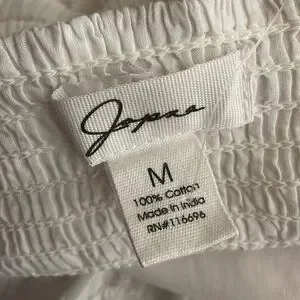 Japna
M
100% Cotton
Made in India
RN#116696